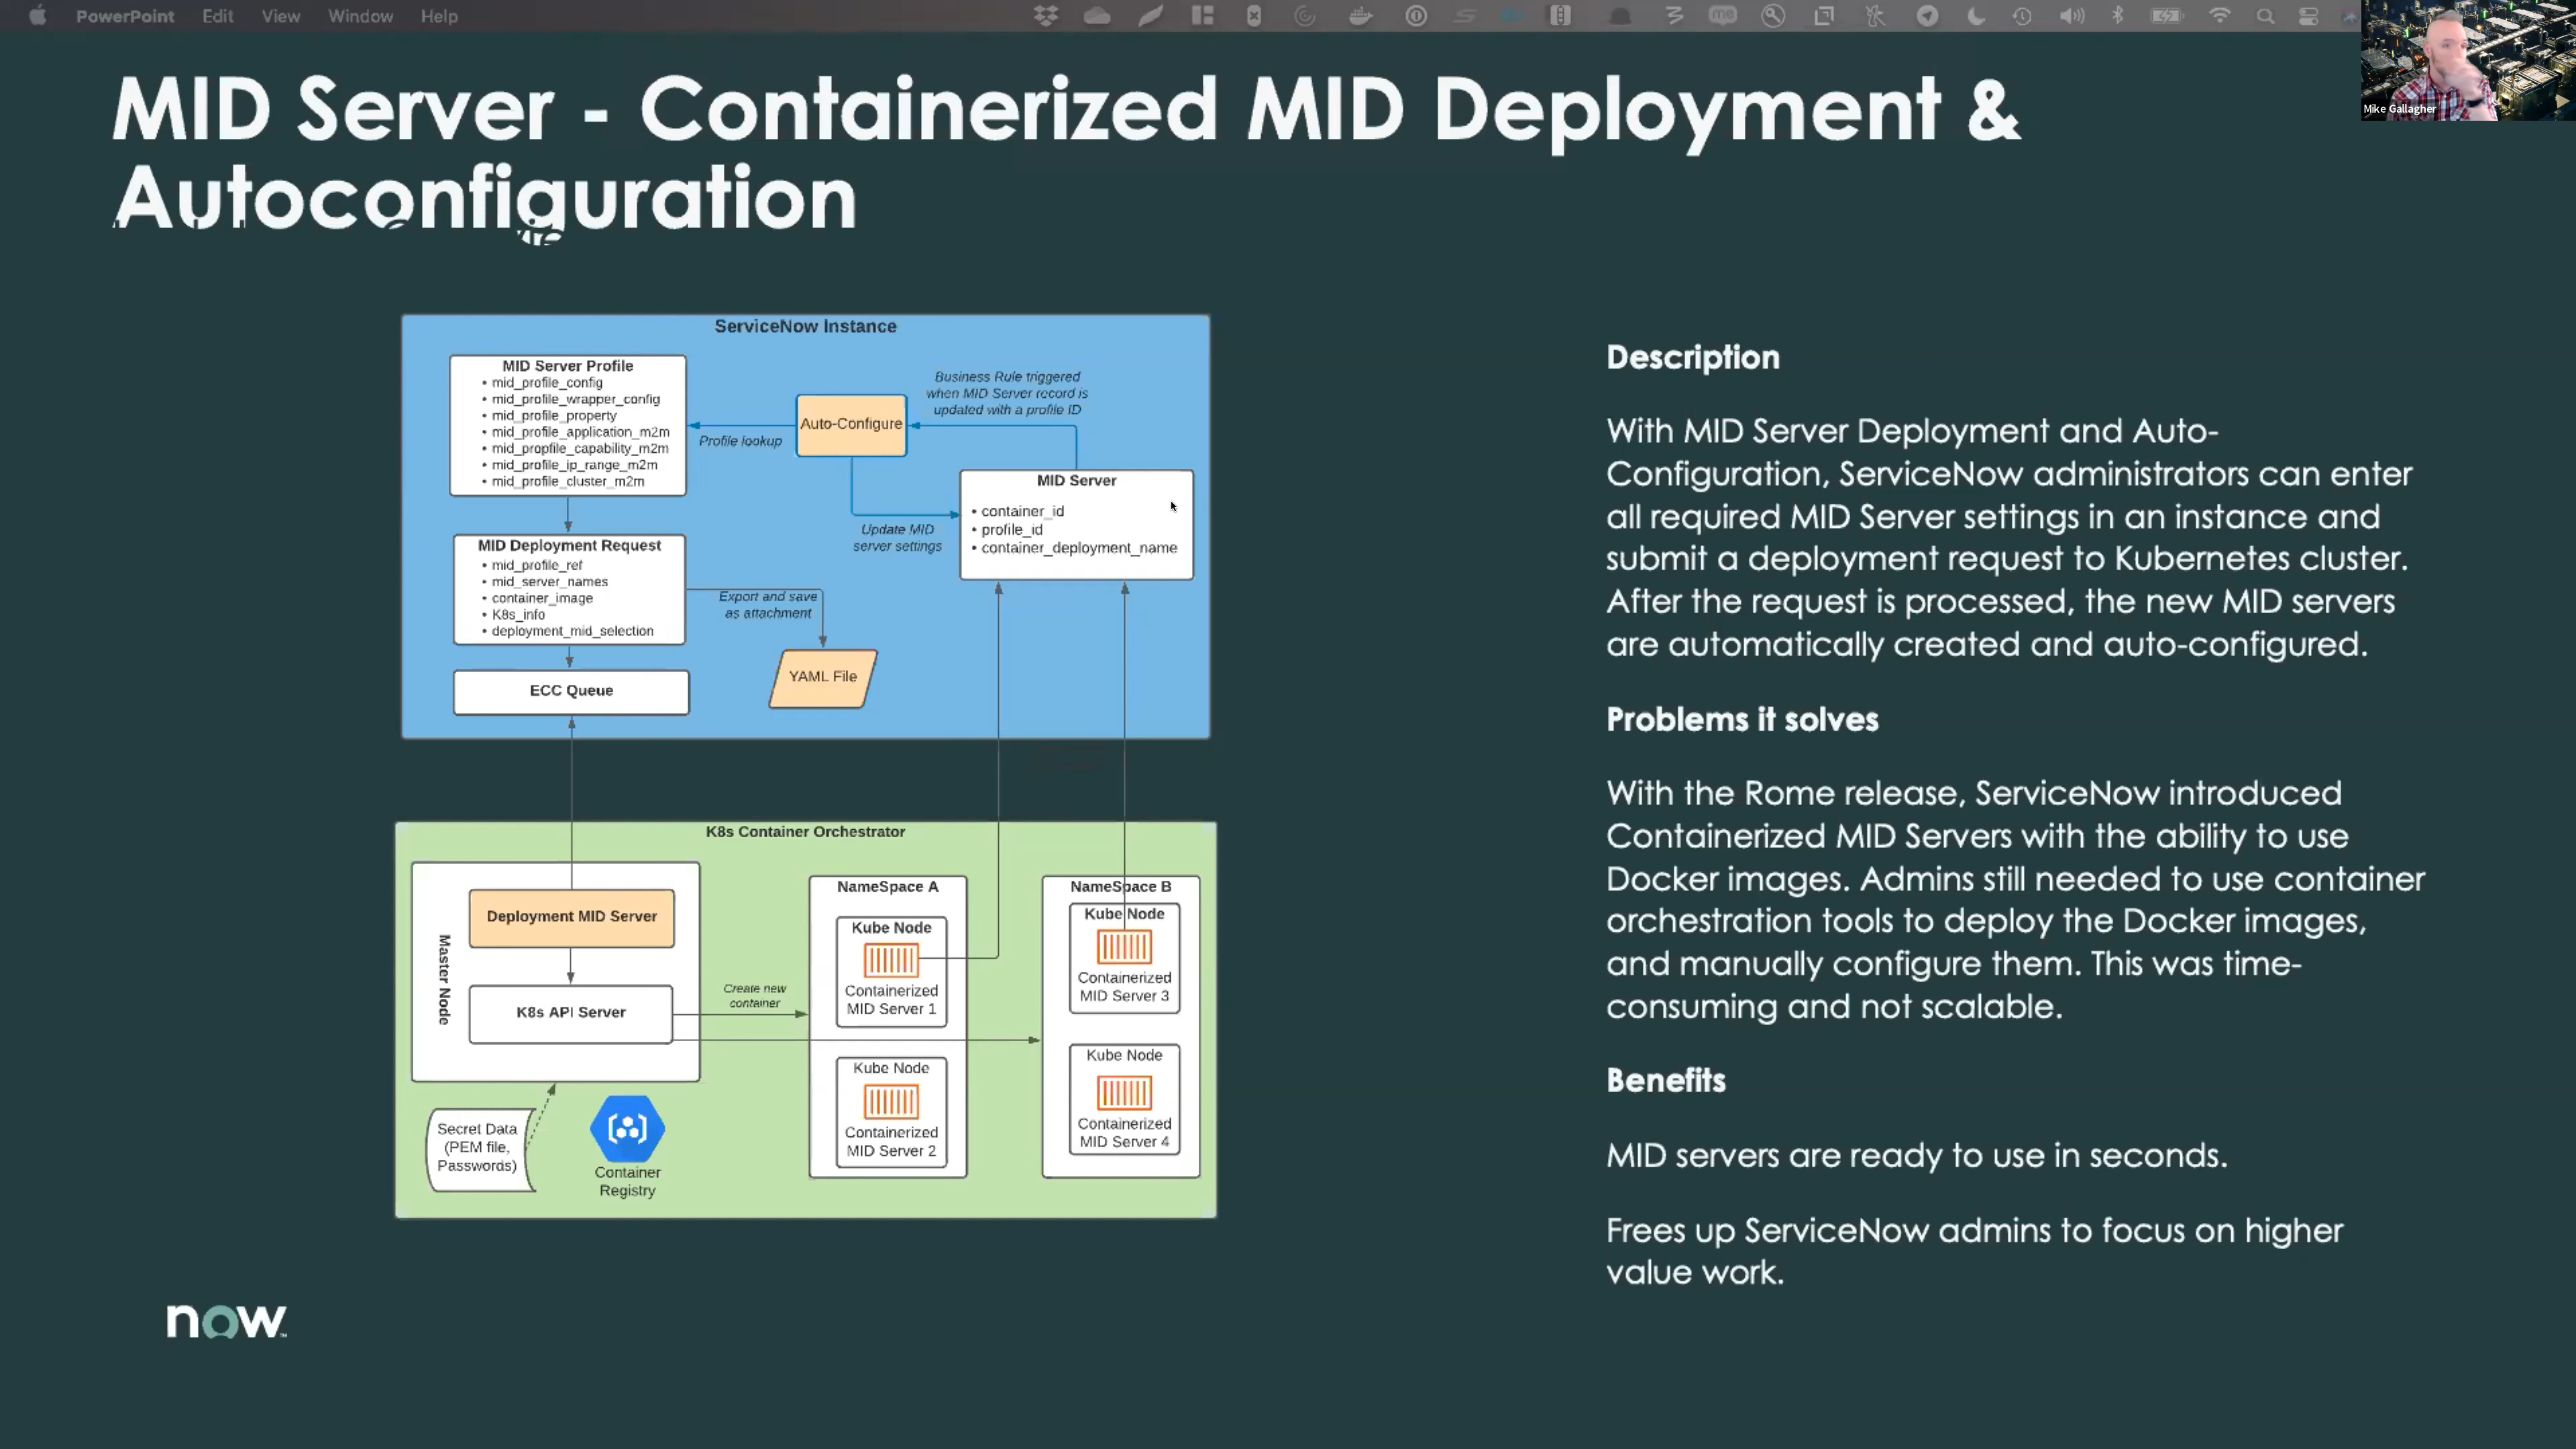 PowerPoint Edit View Window Help
Mike Gallagher
MID Server - Containerized MID Deployment &
Autoconfiguration
ServiceNow Instance
MID Server Profile
• mid_profile_config
• mid_profile_wrapper_config
• mid_profile_property
• mid_profile_application_m2m
• mid_propfile_capability_m2m
• mid_profile_ip_range_m2m
• mid_profile_cluster_m2m
Profile lookup
Auto-Configure
Business Rule triggered
when MID Server record is
updated with a profile ID
MID Server
• container_id
• profile_id
• container_deployment_name
Update MID
server settings
MID Deployment Request
• mid_profile_ref
• mid_server_names
• container_image
• K8s_info
• deployment_mid_selection
Export and save
as attachment
YAML File
ECC Queue
K8s Container Orchestrator
Master Node
Deployment MID Server
K8s API Server
Create new
container
Secret Data
(PEM file,
Passwords)
Container
Registry
NameSpace A
Kube Node
Containerized
MID Server 1
Kube Node
Containerized
MID Server 2
NameSpace B
Kube Node
Containerized
MID Server 3
Kube Node
Containerized
MID Server 4
Description
With MID Server Deployment and Auto-
Configuration, ServiceNow administrators can enter
all required MID Server settings in an instance and
submit a deployment request to Kubernetes cluster.
After the request is processed, the new MID servers
are automatically created and auto-configured.
Problems it solves
With the Rome release, ServiceNow introduced
Containerized MID Servers with the ability to use
Docker images. Admins still needed to use container
orchestration tools to deploy the Docker images,
and manually configure them. This was time-
consuming and not scalable.
Benefits
MID servers are ready to use in seconds.
Frees up ServiceNow admins to focus on higher
value work.
now